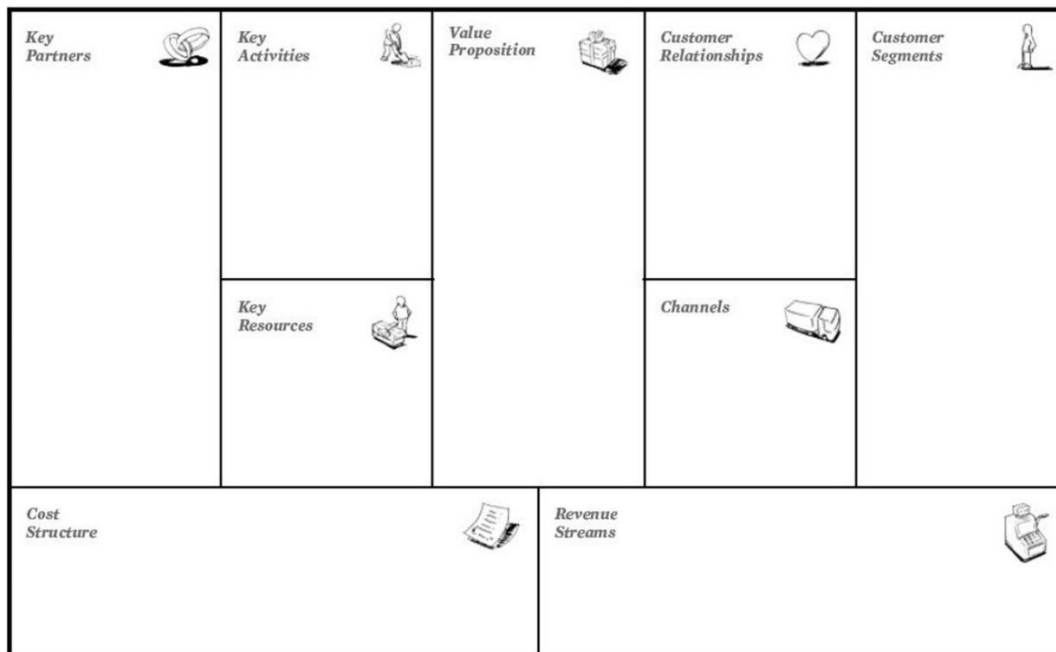 Key
Partners
Key
Activities
Value
Proposition
Customer
Relationships
Customer
Segments
Key
Resources
Channels
Cost
Structure
Revenue
Streams